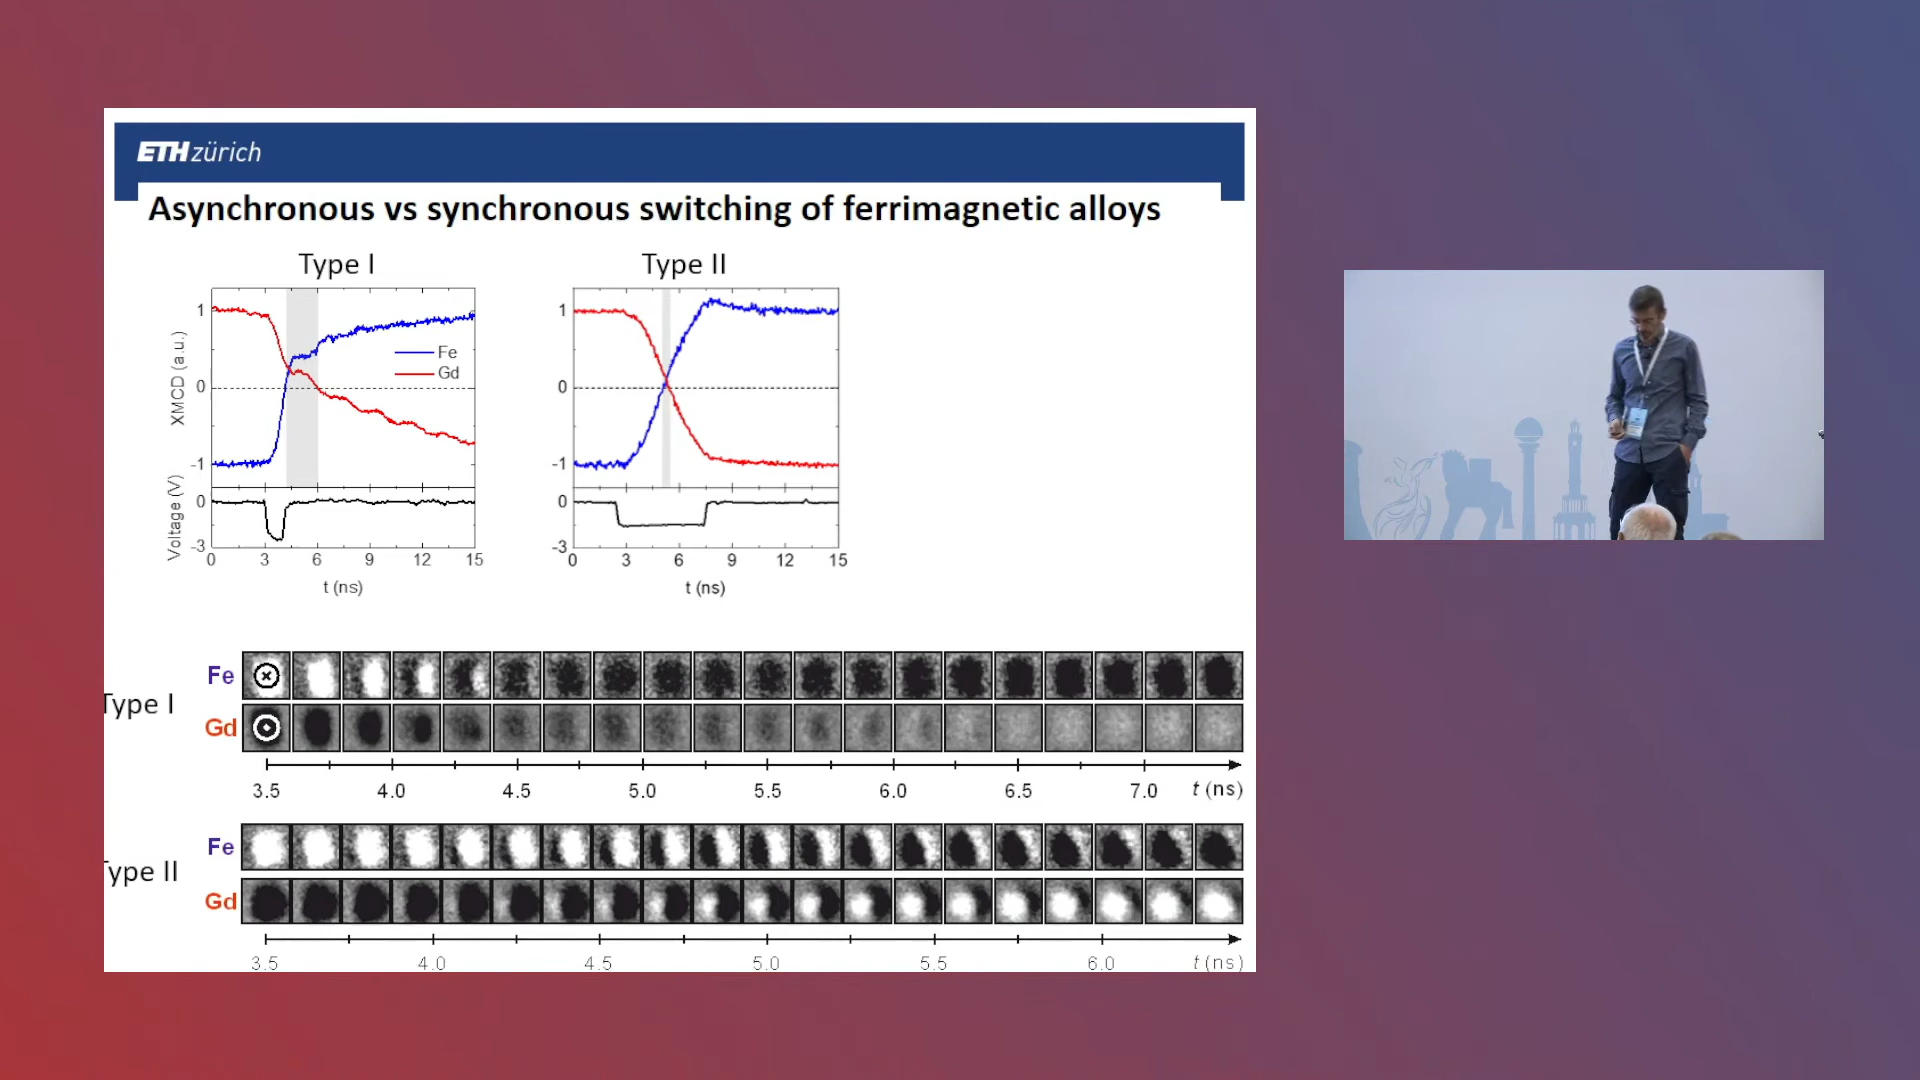 ETH zürich
Asynchronous vs synchronous switching of ferrimagnetic alloys
Type I
Type II
XMCD (a.u.)
1
0
-1
Fe
Gd
Voltage (V)
0
-3
0 3 6 9 12 15
t (ns)
1
0
-1
0
-3
0 3 6 9 12 15
t (ns)
Type I
Fe
Gd
3.5 4.0 4.5 5.0 5.5 6.0 6.5 7.0 t (ns)
ype II
Fe
Gd
3.5 4.0 4.5 5.0 5.5 6.0 t (ns)